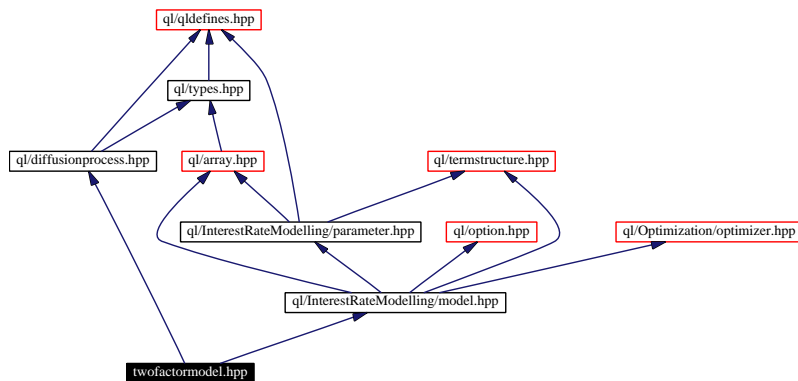 ql/qldefines.hpp
ql/types.hpp
ql/diffusionprocess.hpp
ql/array.hpp
ql/termstructure.hpp
ql/InterestRateModelling/parameter.hpp
ql/option.hpp
ql/Optimization/optimizer.hpp
ql/InterestRateModelling/model.hpp
twofactormodel.hpp